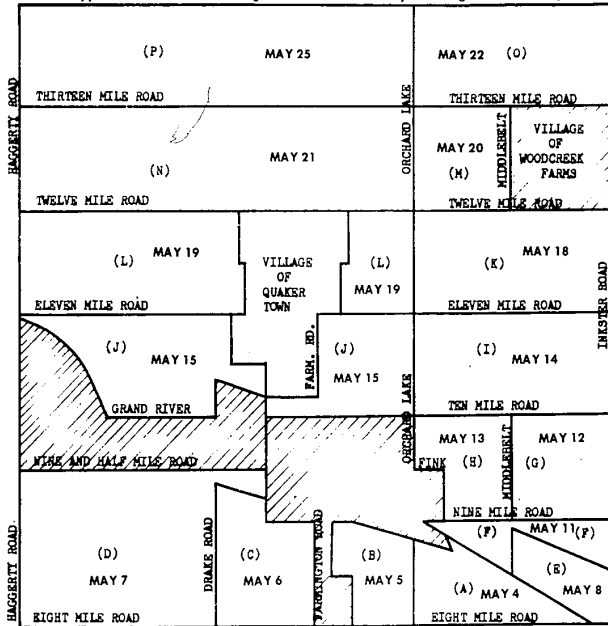 (P) MAY 25
MAY 22 (O)
THIRTEEN MILE ROAD
THIRTEEN MILE ROAD
HAGGERTY ROAD
ORCHARD LAKE
MAY 21
(N)
MAY 20
(M)
MIDDLEBELT
VILLAGE
OF
WOODCREEK
FARMS
TWELVE MILE ROAD
TWELVE MILE ROAD
(L) MAY 19
VILLAGE
OF
QUAKER
TOWN
(L)
MAY 19
(K) MAY 18
INKSTER ROAD
ELEVEN MILE ROAD
ELEVEN MILE ROAD
(J)
MAY 15
FARM. RD.
(J)
MAY 15
ORCHARD LAKE
(I)
MAY 14
GRAND RIVER
TEN MILE ROAD
NINE AND HALF MILE ROAD
MAY 13
FINK (H)
MIDDLEBELT
MAY 12
(G)
NINE MILE ROAD
HAGGERTY ROAD
(D)
MAY 7
DRAKE ROAD
(C)
MAY 6
FARMINGTON ROAD
(B)
MAY 5
(F) MAY 11 (F)
(E)
MAY 8
(A) MAY 4
EIGHT MILE ROAD
EIGHT MILE ROAD